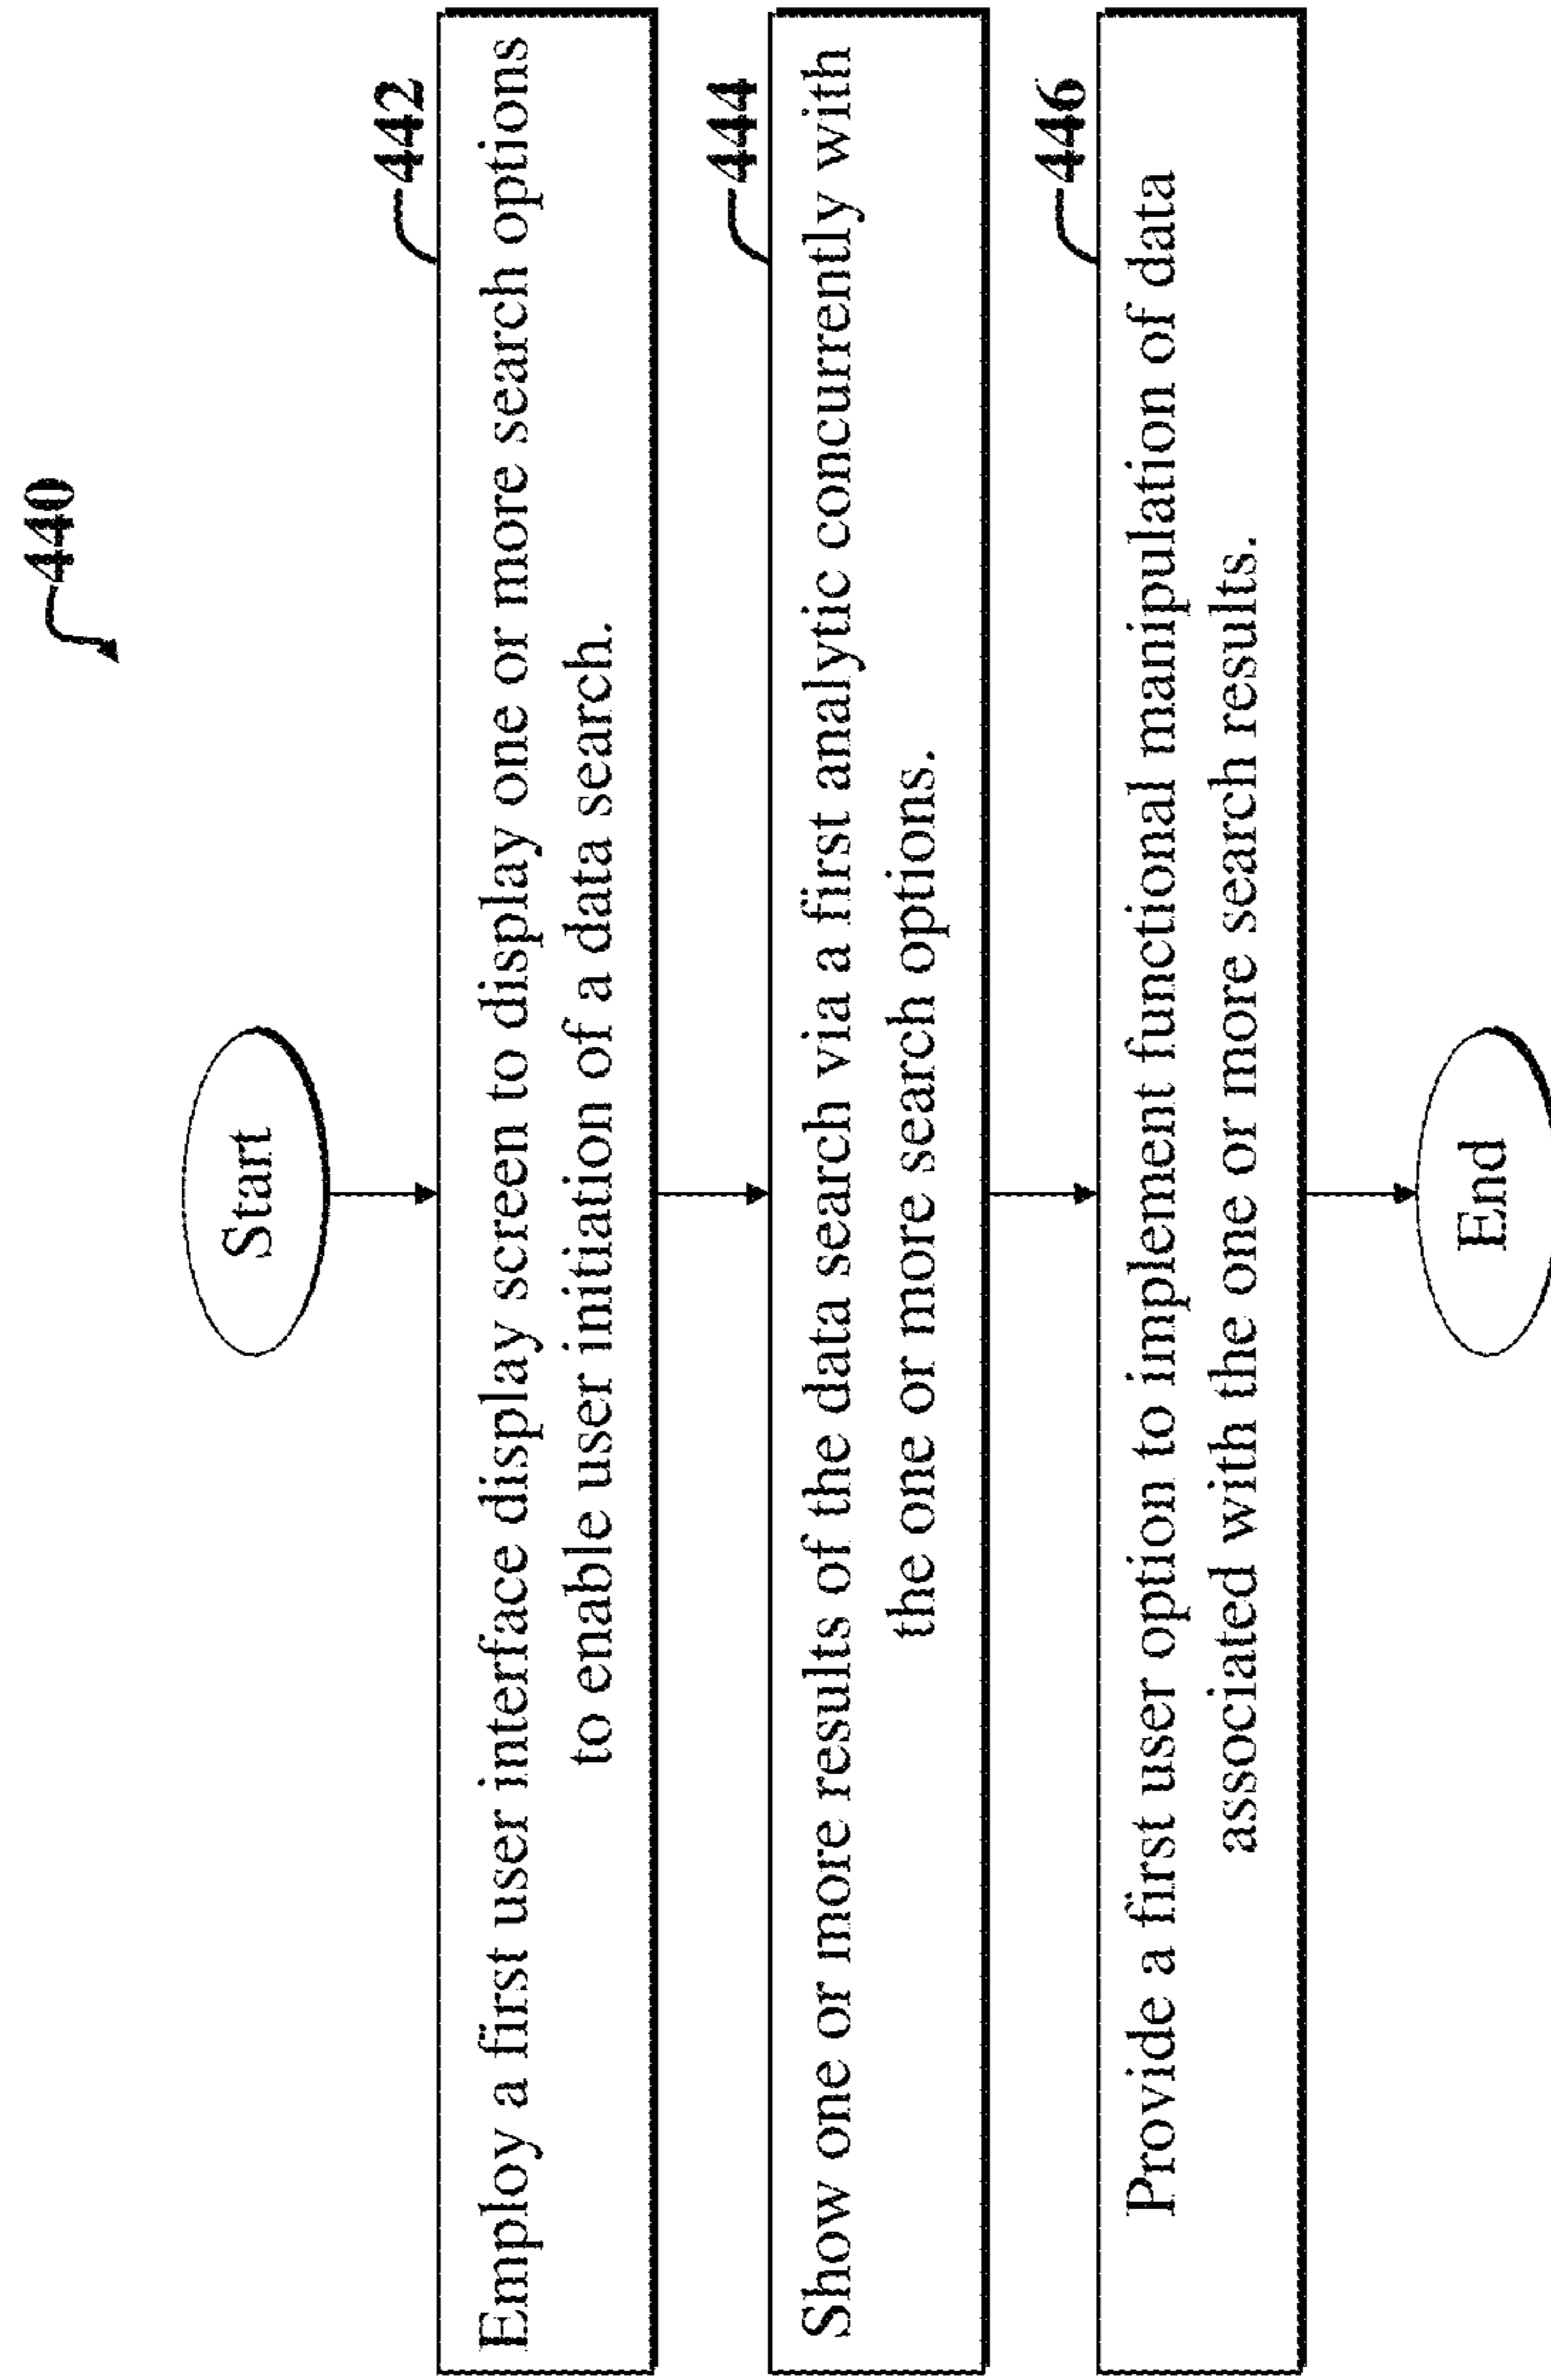 440
Start
442
Employ a first user interface display screen to display one or more search options
to enable user initiation of a data search.
444
Show one or more results of the data search via a first analytic concurrently with
the one or more search options.
446
Provide a first user option to implement functional manipulation of data
associated with the one or more search results.
End